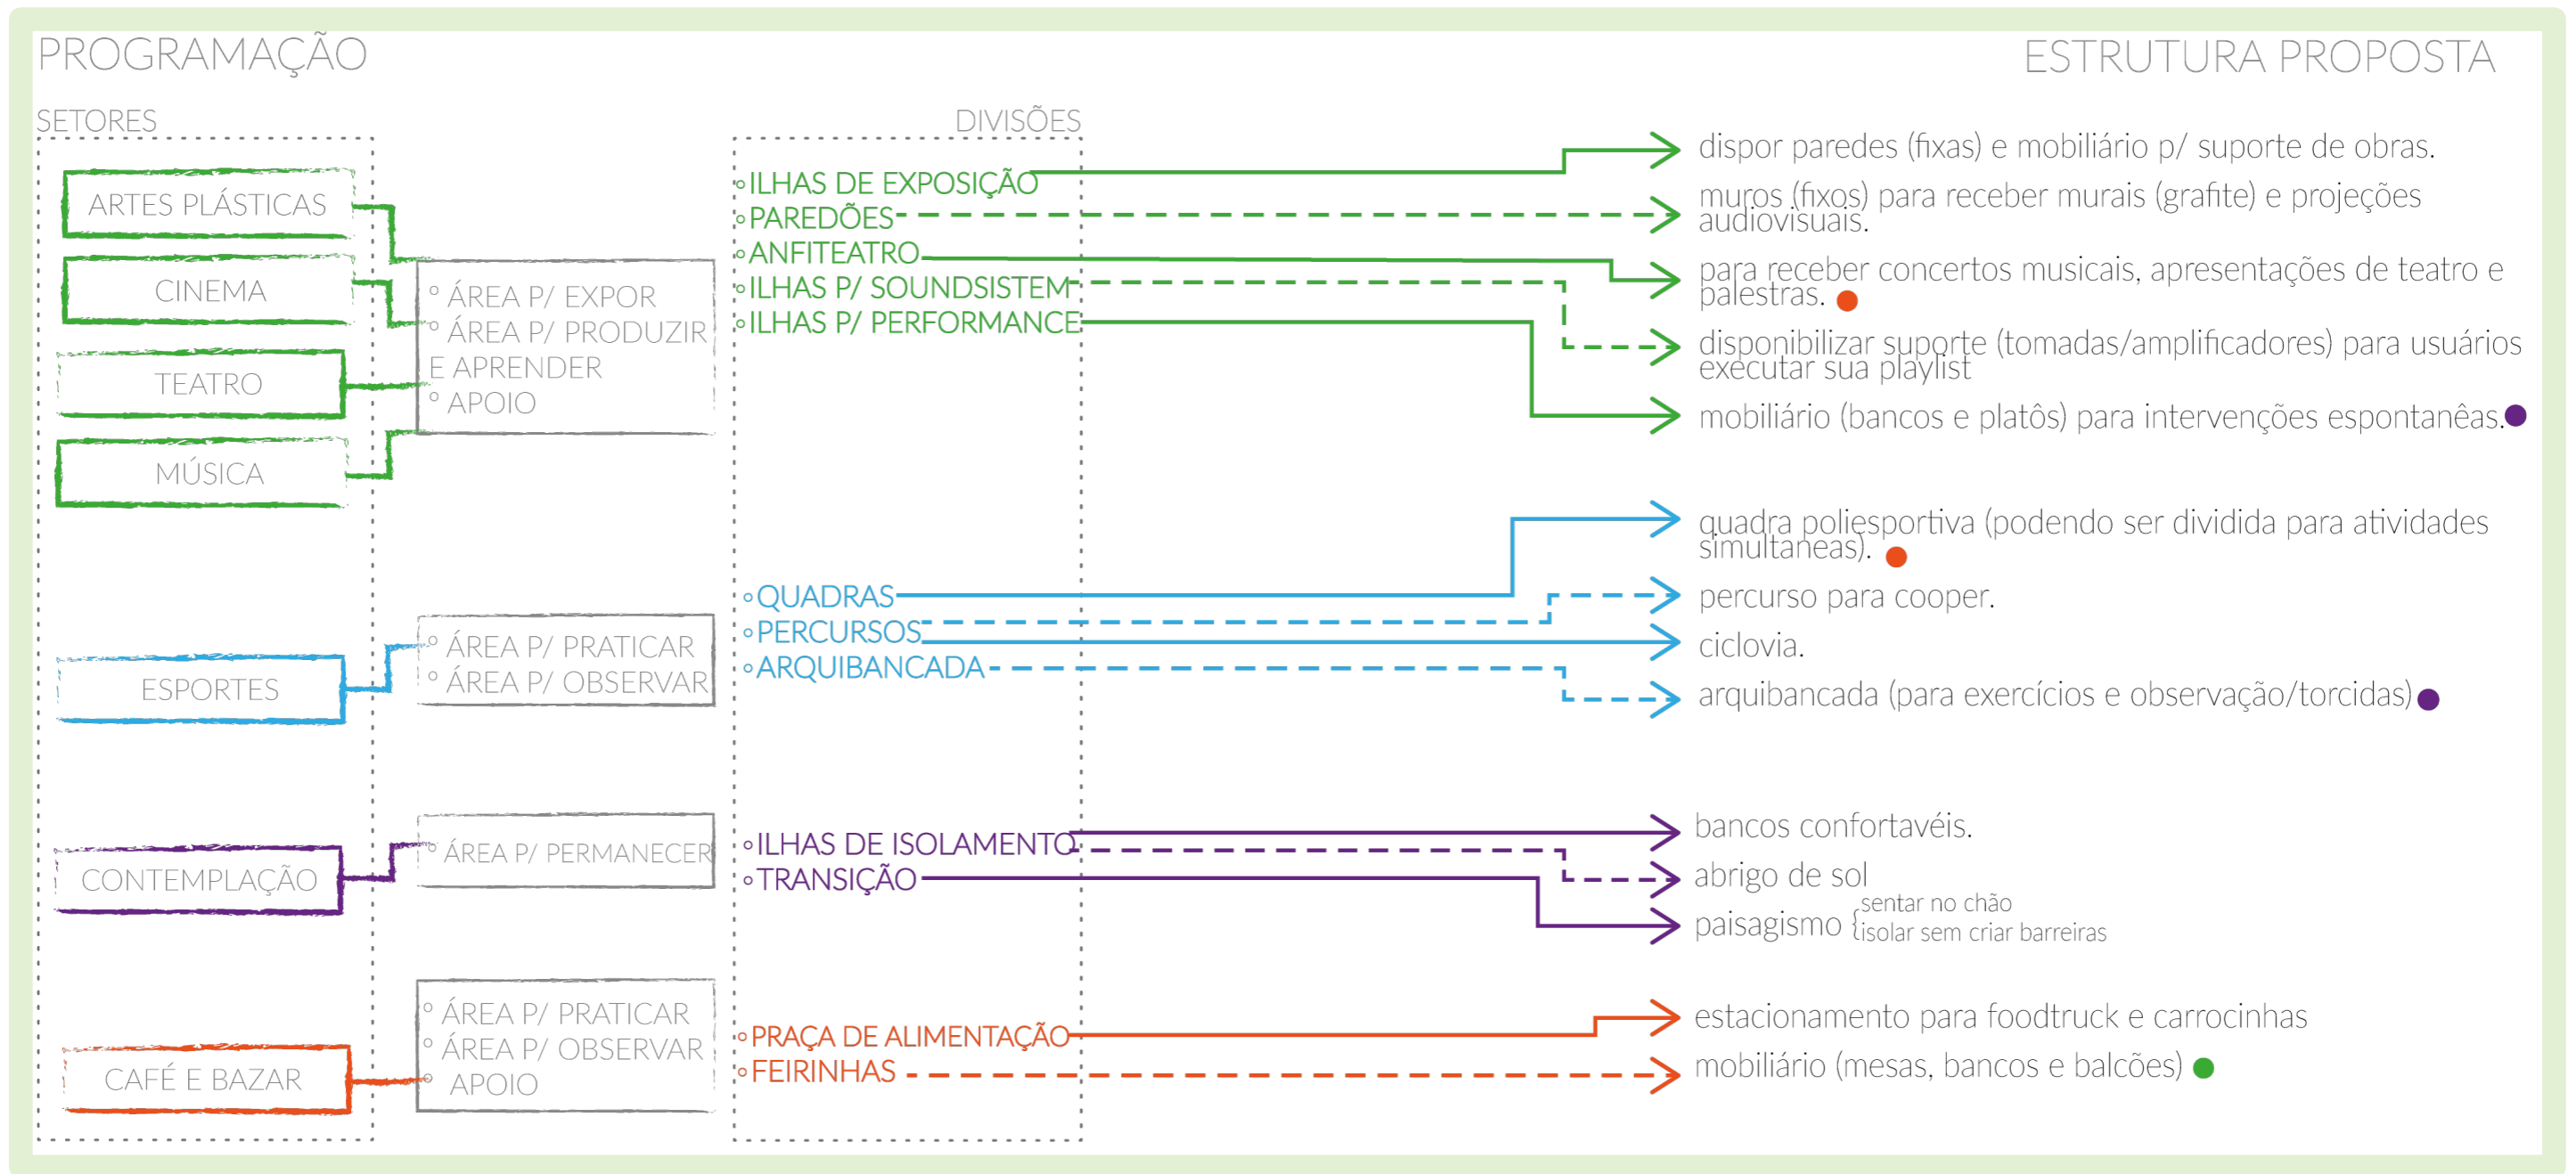 PROGRAMAÇÃO
ESTRUTURA PROPOSTA
SETORES
DIVISÕES
ARTES PLÁSTICAS
CINEMA
TEATRO
MÚSICA
° ÁREA P/ EXPOR
° ÁREA P/ PRODUZIR
E APRENDER
° APOIO
◦ILHAS DE EXPOSIÇÃO
◦PAREDÕES
◦ANFITEATRO
◦ILHAS P/ SOUNDSISTEM
◦ILHAS P/ PERFORMANCE
dispor paredes (fixas) e mobiliário p/ suporte de obras.
muros (fixos) para receber murais (grafite) e projeções
audiovisuais.
para receber concertos musicais, apresentações de teatro e
palestras.
disponibilizar suporte (tomadas/amplificadores) para usuários
executar sua playlist
mobiliário (bancos e platôs) para intervenções espontanêas.
ESPORTES
° ÁREA P/ PRATICAR
° ÁREA P/ OBSERVAR
◦QUADRAS
◦PERCURSOS
◦ARQUIBANCADA
quadra poliesportiva (podendo ser dividida para atividades
simultaneas).
percurso para cooper.
ciclovia.
arquibancada (para exercícios e observação/torcidas)
CONTEMPLAÇÃO
° ÁREA P/ PERMANECER
◦ILHAS DE ISOLAMENTO
◦TRANSIÇÃO
bancos confortavéis.
abrigo de sol
paisagismo {
sentar no chão
isolar sem criar barreiras
CAFÉ E BAZAR
° ÁREA P/ PRATICAR
° ÁREA P/ OBSERVAR
° APOIO
◦PRAÇA DE ALIMENTAÇÃO
◦FEIRINHAS
estacionamento para foodtruck e carrocinhas
mobiliário (mesas, bancos e balcões)